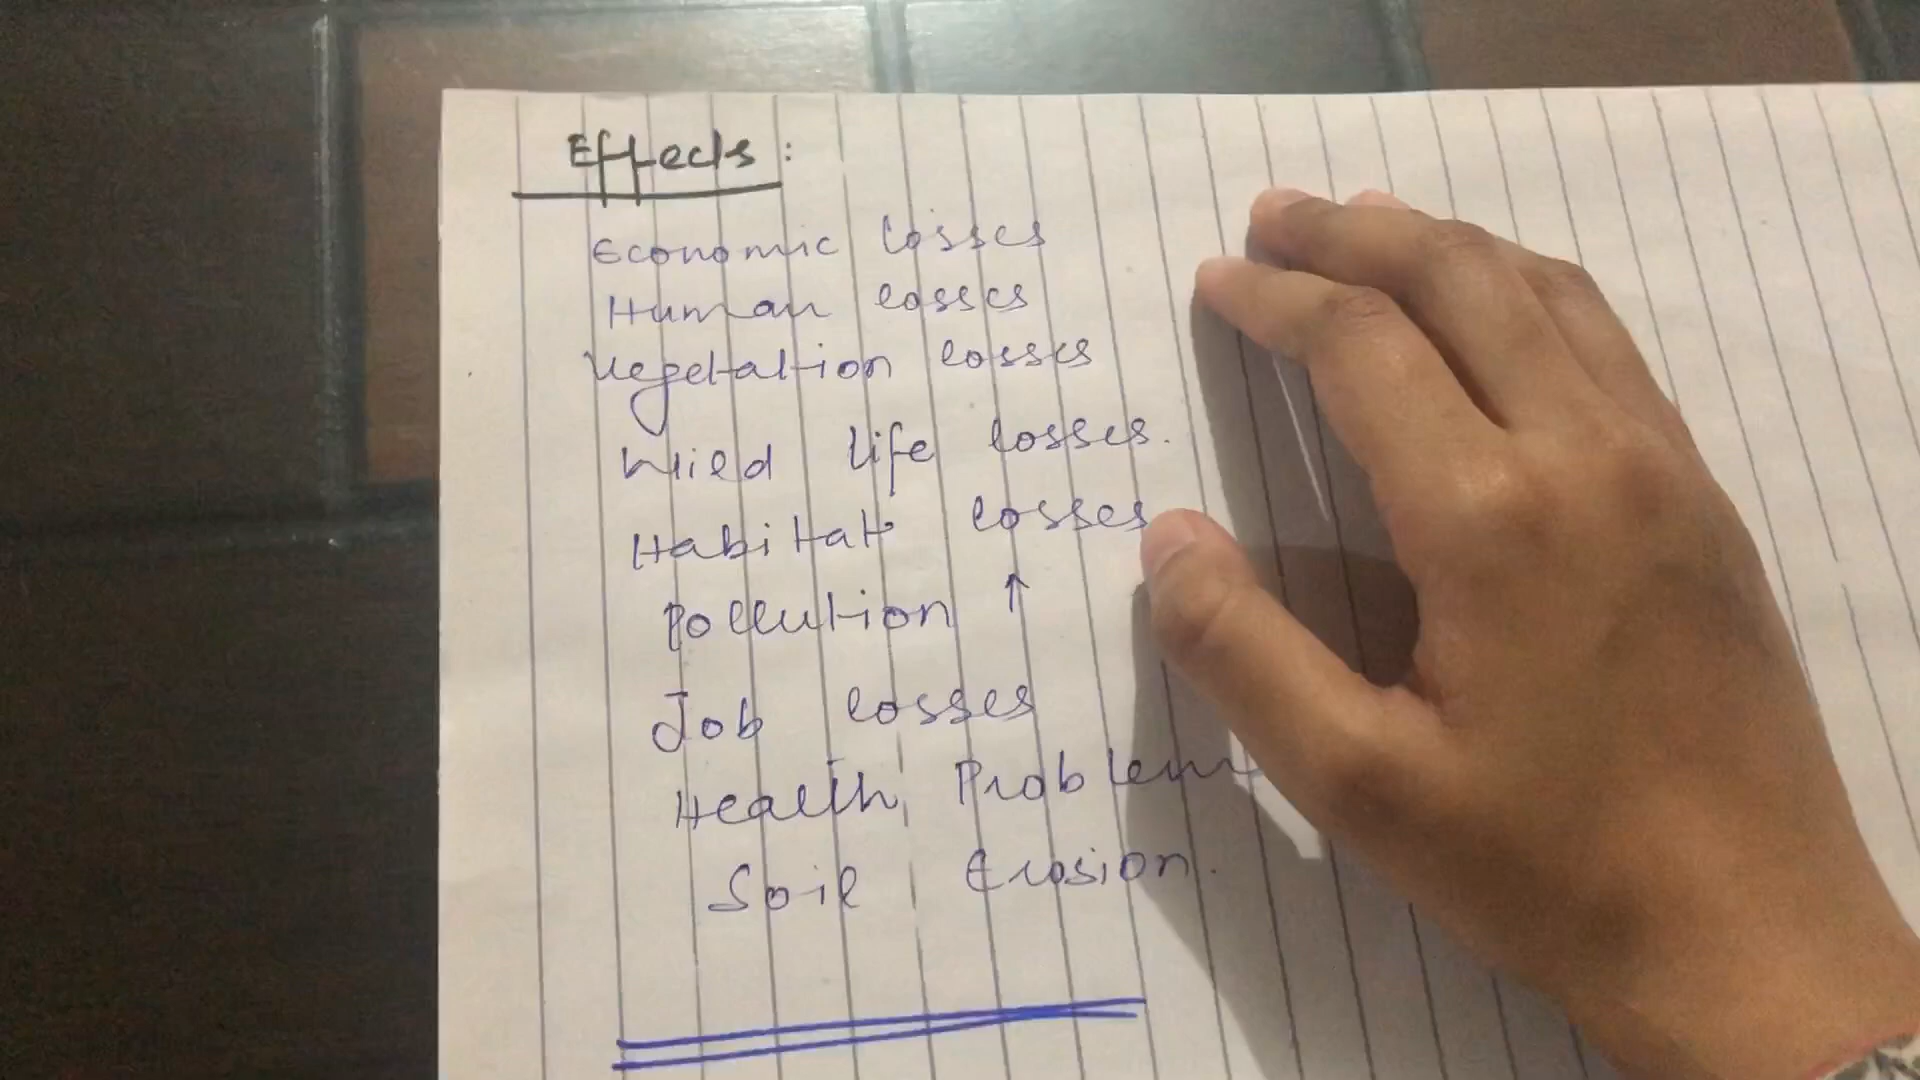 Effects:
Economic losses
Human losses
Vegetation losses
Wild life losses.
Habitat losses
Pollution ↑
Job losses
Health Problem
Soil Erosion.